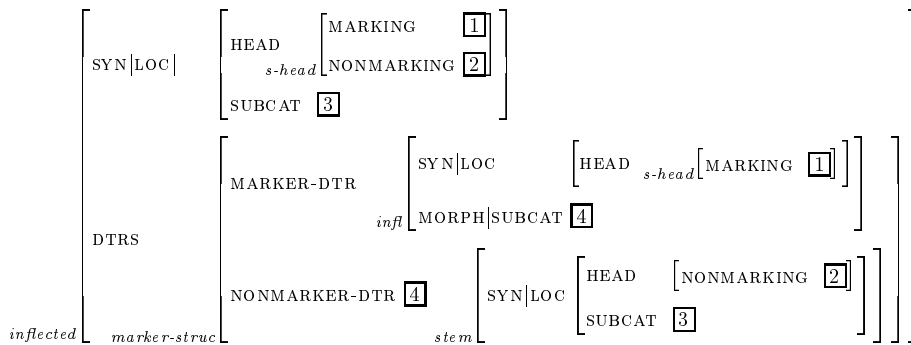 MARKING 1
HEAD
SYN|LOC|
s-head NONMARKING 2
SUBCAT 3
SYN|LOC HEAD s-head MARKING 1
MARKER-DTR
infl MORPH|SUBCAT 4
DTRS
HEAD NONMARKING 2
NONMARKER-DTR 4 SYN|LOC
SUBCAT 3
inflected marker-struc stem